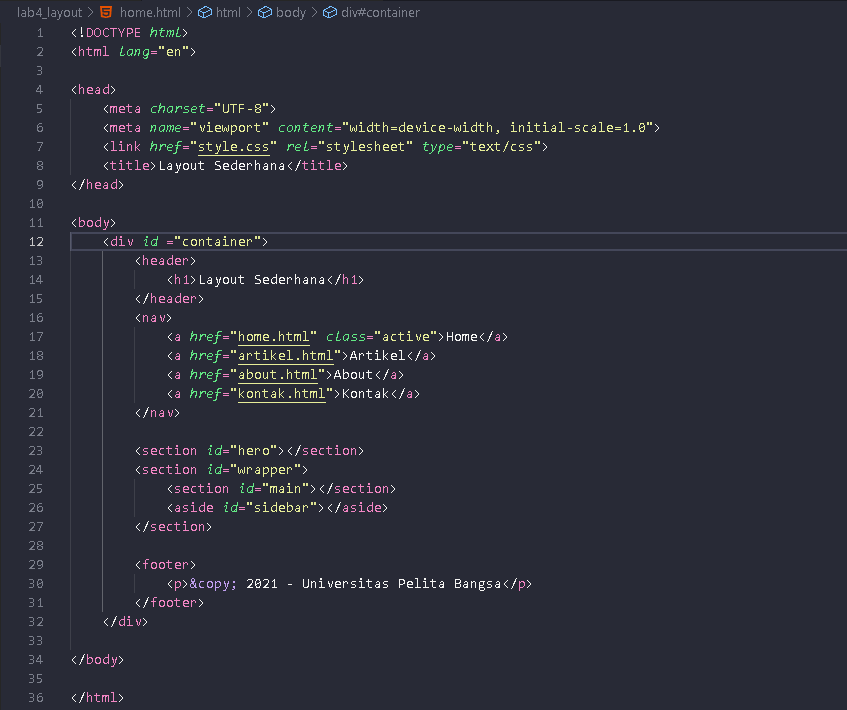 lab4_layout > home.html > html > body > div#container
1 <!DOCTYPE html>
2 <html lang="en">
3
4 <head>
5     <meta charset="UTF-8">
6     <meta name="viewport" content="width=device-width, initial-scale=1.0">
7     <link href="style.css" rel="stylesheet" type="text/css">
8     <title>Layout Sederhana</title>
9 </head>
10
11 <body>
12     <div id ="container">
13         <header>
14             <h1>Layout Sederhana</h1>
15         </header>
16         <nav>
17             <a href="home.html" class="active">Home</a>
18             <a href="artikel.html">Artikel</a>
19             <a href="about.html">About</a>
20             <a href="kontak.html">Kontak</a>
21         </nav>
22
23         <section id="hero"></section>
24         <section id="wrapper">
25             <section id="main"></section>
26             <aside id="sidebar"></aside>
27         </section>
28
29         <footer>
30             <p>&copy; 2021 - Universitas Pelita Bangsa</p>
31         </footer>
32     </div>
33
34 </body>
35
36 </html>